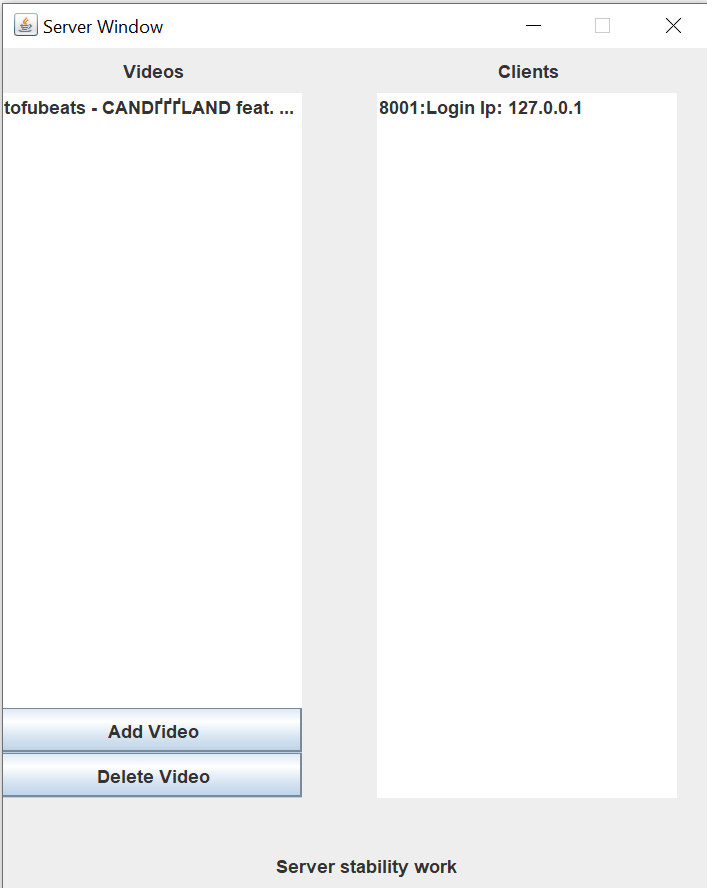 Server Window
Videos
Clients
tofubeats - CANDҐҐҐLAND feat. ...
8001:Login Ip: 127.0.0.1
Add Video
Delete Video
Server stability work